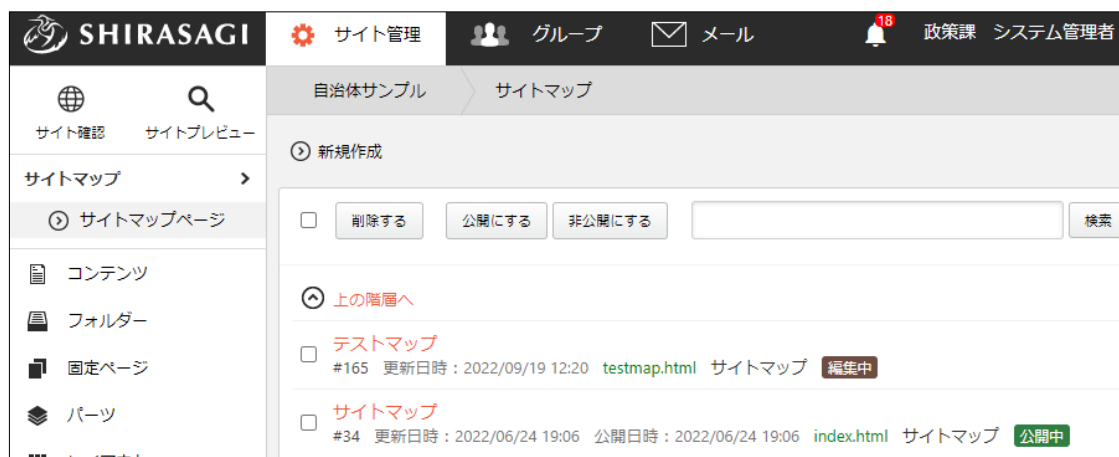 SHIRASAGI サイト管理 グループ メール 18 政策課 システム管理者
自治体サンプル サイトマップ
サイト確認 サイトプレビュー
新規作成
サイトマップ
サイトマップページ
削除する 公開にする 非公開にする 検索
コンテンツ
上の階層へ
フォルダー
テストマップ
#165 更新日時：2022/09/19 12:20 testmap.html サイトマップ 編集中
固定ページ
パーツ
サイトマップ
#34 更新日時：2022/06/24 19:06 公開日時：2022/06/24 19:06 index.html サイトマップ 公開中